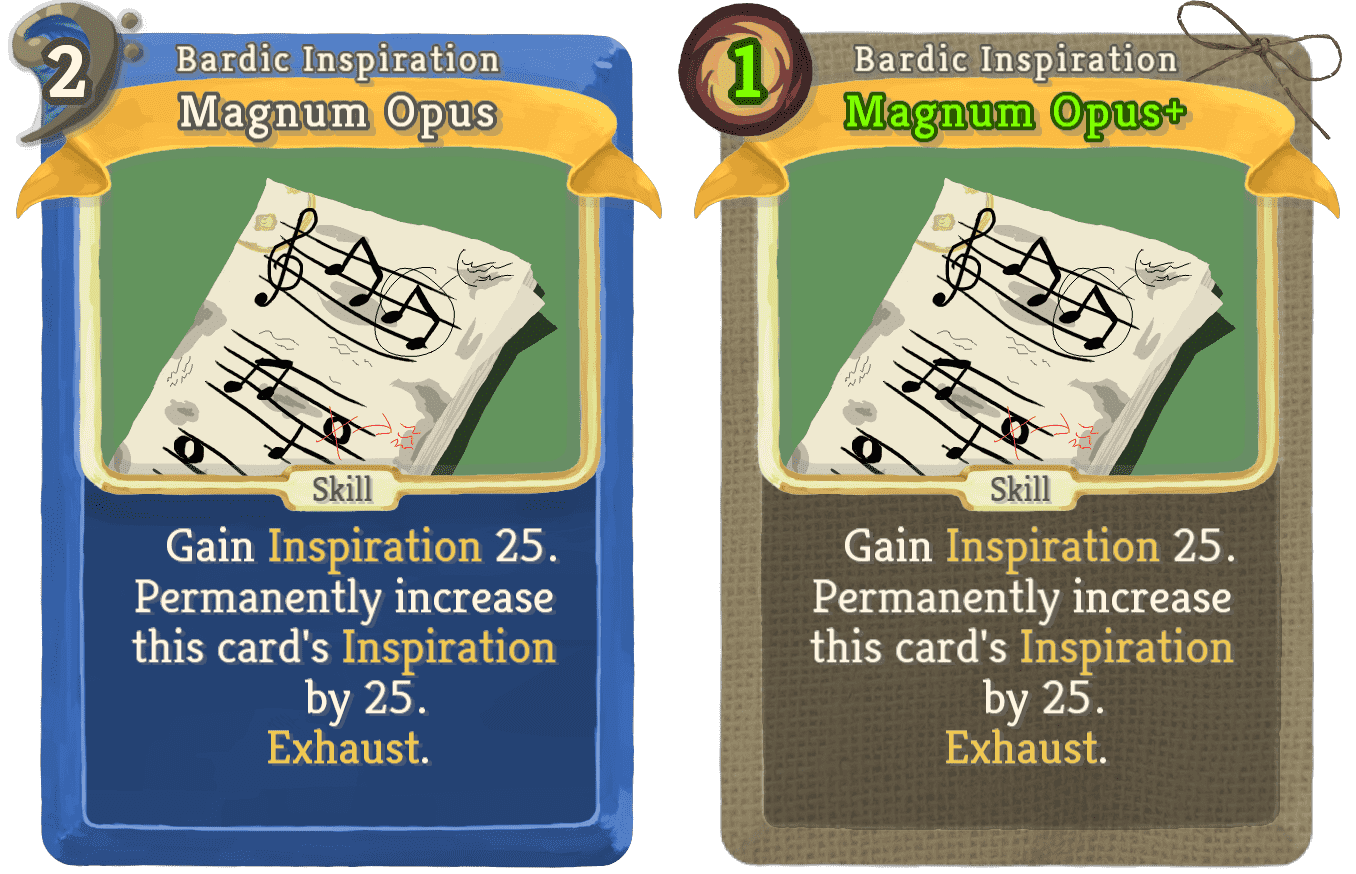 2
Bardic Inspiration
Magnum Opus
Skill
Gain Inspiration 25.
Permanently increase
this card's Inspiration
by 25.
Exhaust.
1
Bardic Inspiration
Magnum Opus+
Skill
Gain Inspiration 25.
Permanently increase
this card's Inspiration
by 25.
Exhaust.